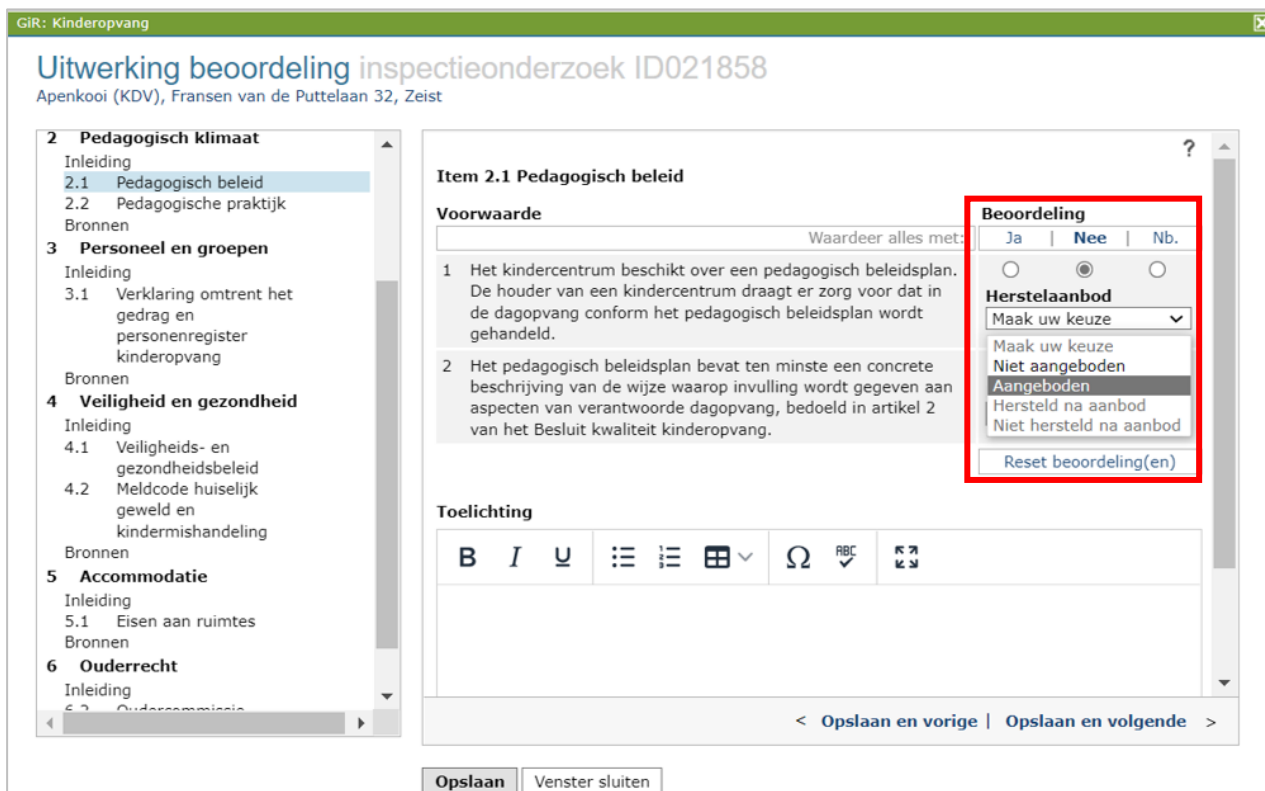 GiR: Kinderopvang
Uitwerking beoordeling inspectieonderzoek ID021858
Apenkooi (KDV), Fransen van de Puttelaan 32, Zeist
2 Pedagogisch klimaat
Inleiding
2.1 Pedagogisch beleid
2.2 Pedagogische praktijk
Bronnen
3 Personeel en groepen
Inleiding
3.1 Verklaring omtrent het
gedrag en
personenregister
kinderopvang
Bronnen
4 Veiligheid en gezondheid
Inleiding
4.1 Veiligheids- en
gezondheidsbeleid
4.2 Meldcode huiselijk
geweld en
kindermishandeling
Bronnen
5 Accommodatie
Inleiding
5.1 Eisen aan ruimtes
Bronnen
6 Ouderrecht
Inleiding
?
Item 2.1 Pedagogisch beleid
Voorwaarde
Waardeer alles met:
1 Het kindercentrum beschikt over een pedagogisch beleidsplan.
De houder van een kindercentrum draagt er zorg voor dat in
de dagopvang conform het pedagogisch beleidsplan wordt
gehandeld.
2 Het pedagogisch beleidsplan bevat ten minste een concrete
beschrijving van de wijze waarop invulling wordt gegeven aan
aspecten van verantwoorde dagopvang, bedoeld in artikel 2
van het Besluit kwaliteit kinderopvang.
Beoordeling
Ja | Nee | Nb.
Herstelaanbod
Maak uw keuze
Maak uw keuze
Niet aangeboden
Aangeboden
Hersteld na aanbod
Niet hersteld na aanbod
Reset beoordeling(en)
Toelichting
B I U Ω ABC
< Opslaan en vorige | Opslaan en volgende >
Opslaan Venster sluiten